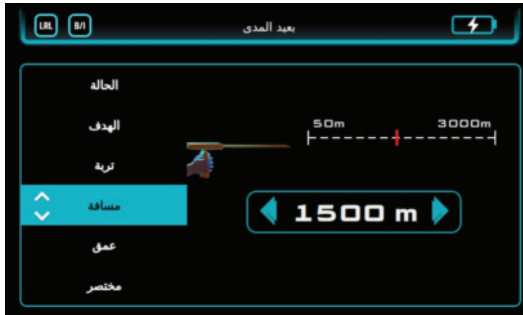 LRL B/I بعيد المدى
الحالة
الهدف
تربة
مسافة
عمق
مختصر
50m 3000m
1500 m